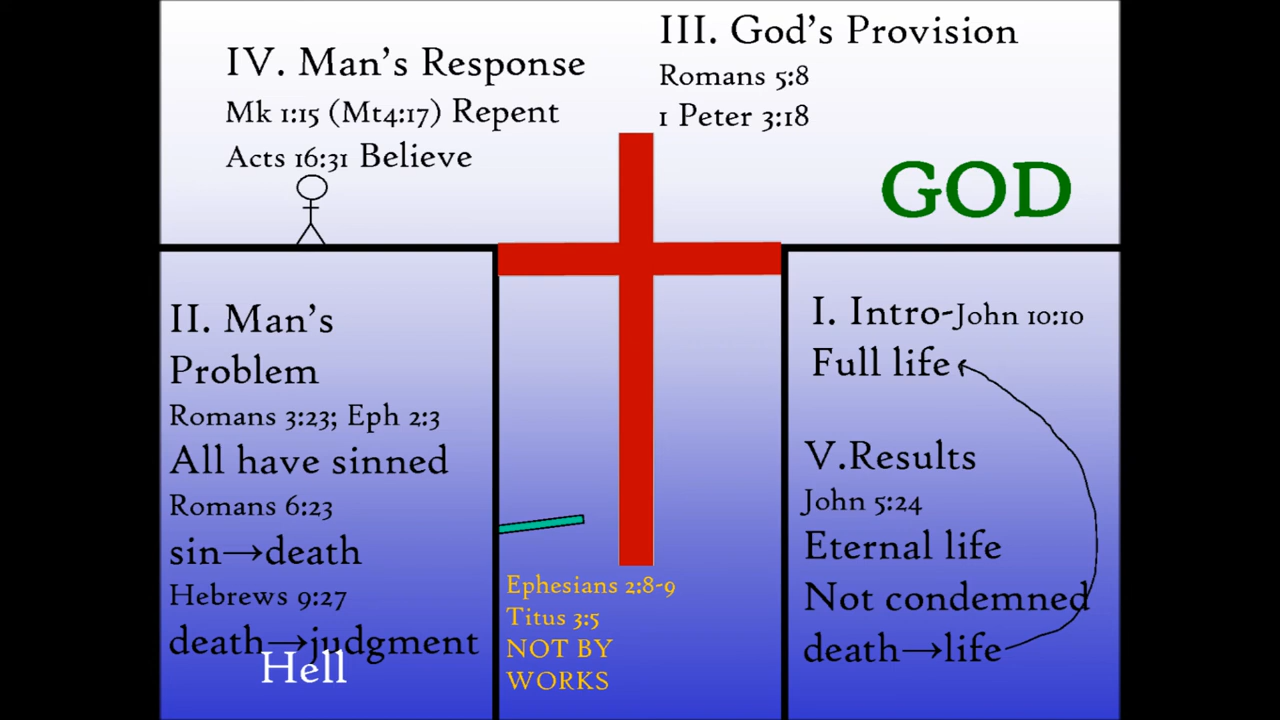 IV. Man's Response
Mk 1:15 (Mt4:17) Repent
Acts 16:31 Believe
III. God's Provision
Romans 5:8
1 Peter 3:18
GOD
II. Man's
Problem
Romans 3:23; Eph 2:3
All have sinned
Romans 6:23
sin→death
Hebrews 9:27
death→judgment
Hell
Ephesians 2:8-9
Titus 3:5
NOT BY
WORKS
I. Intro-John 10:10
Full life
V.Results
John 5:24
Eternal life
Not condemned
death→life